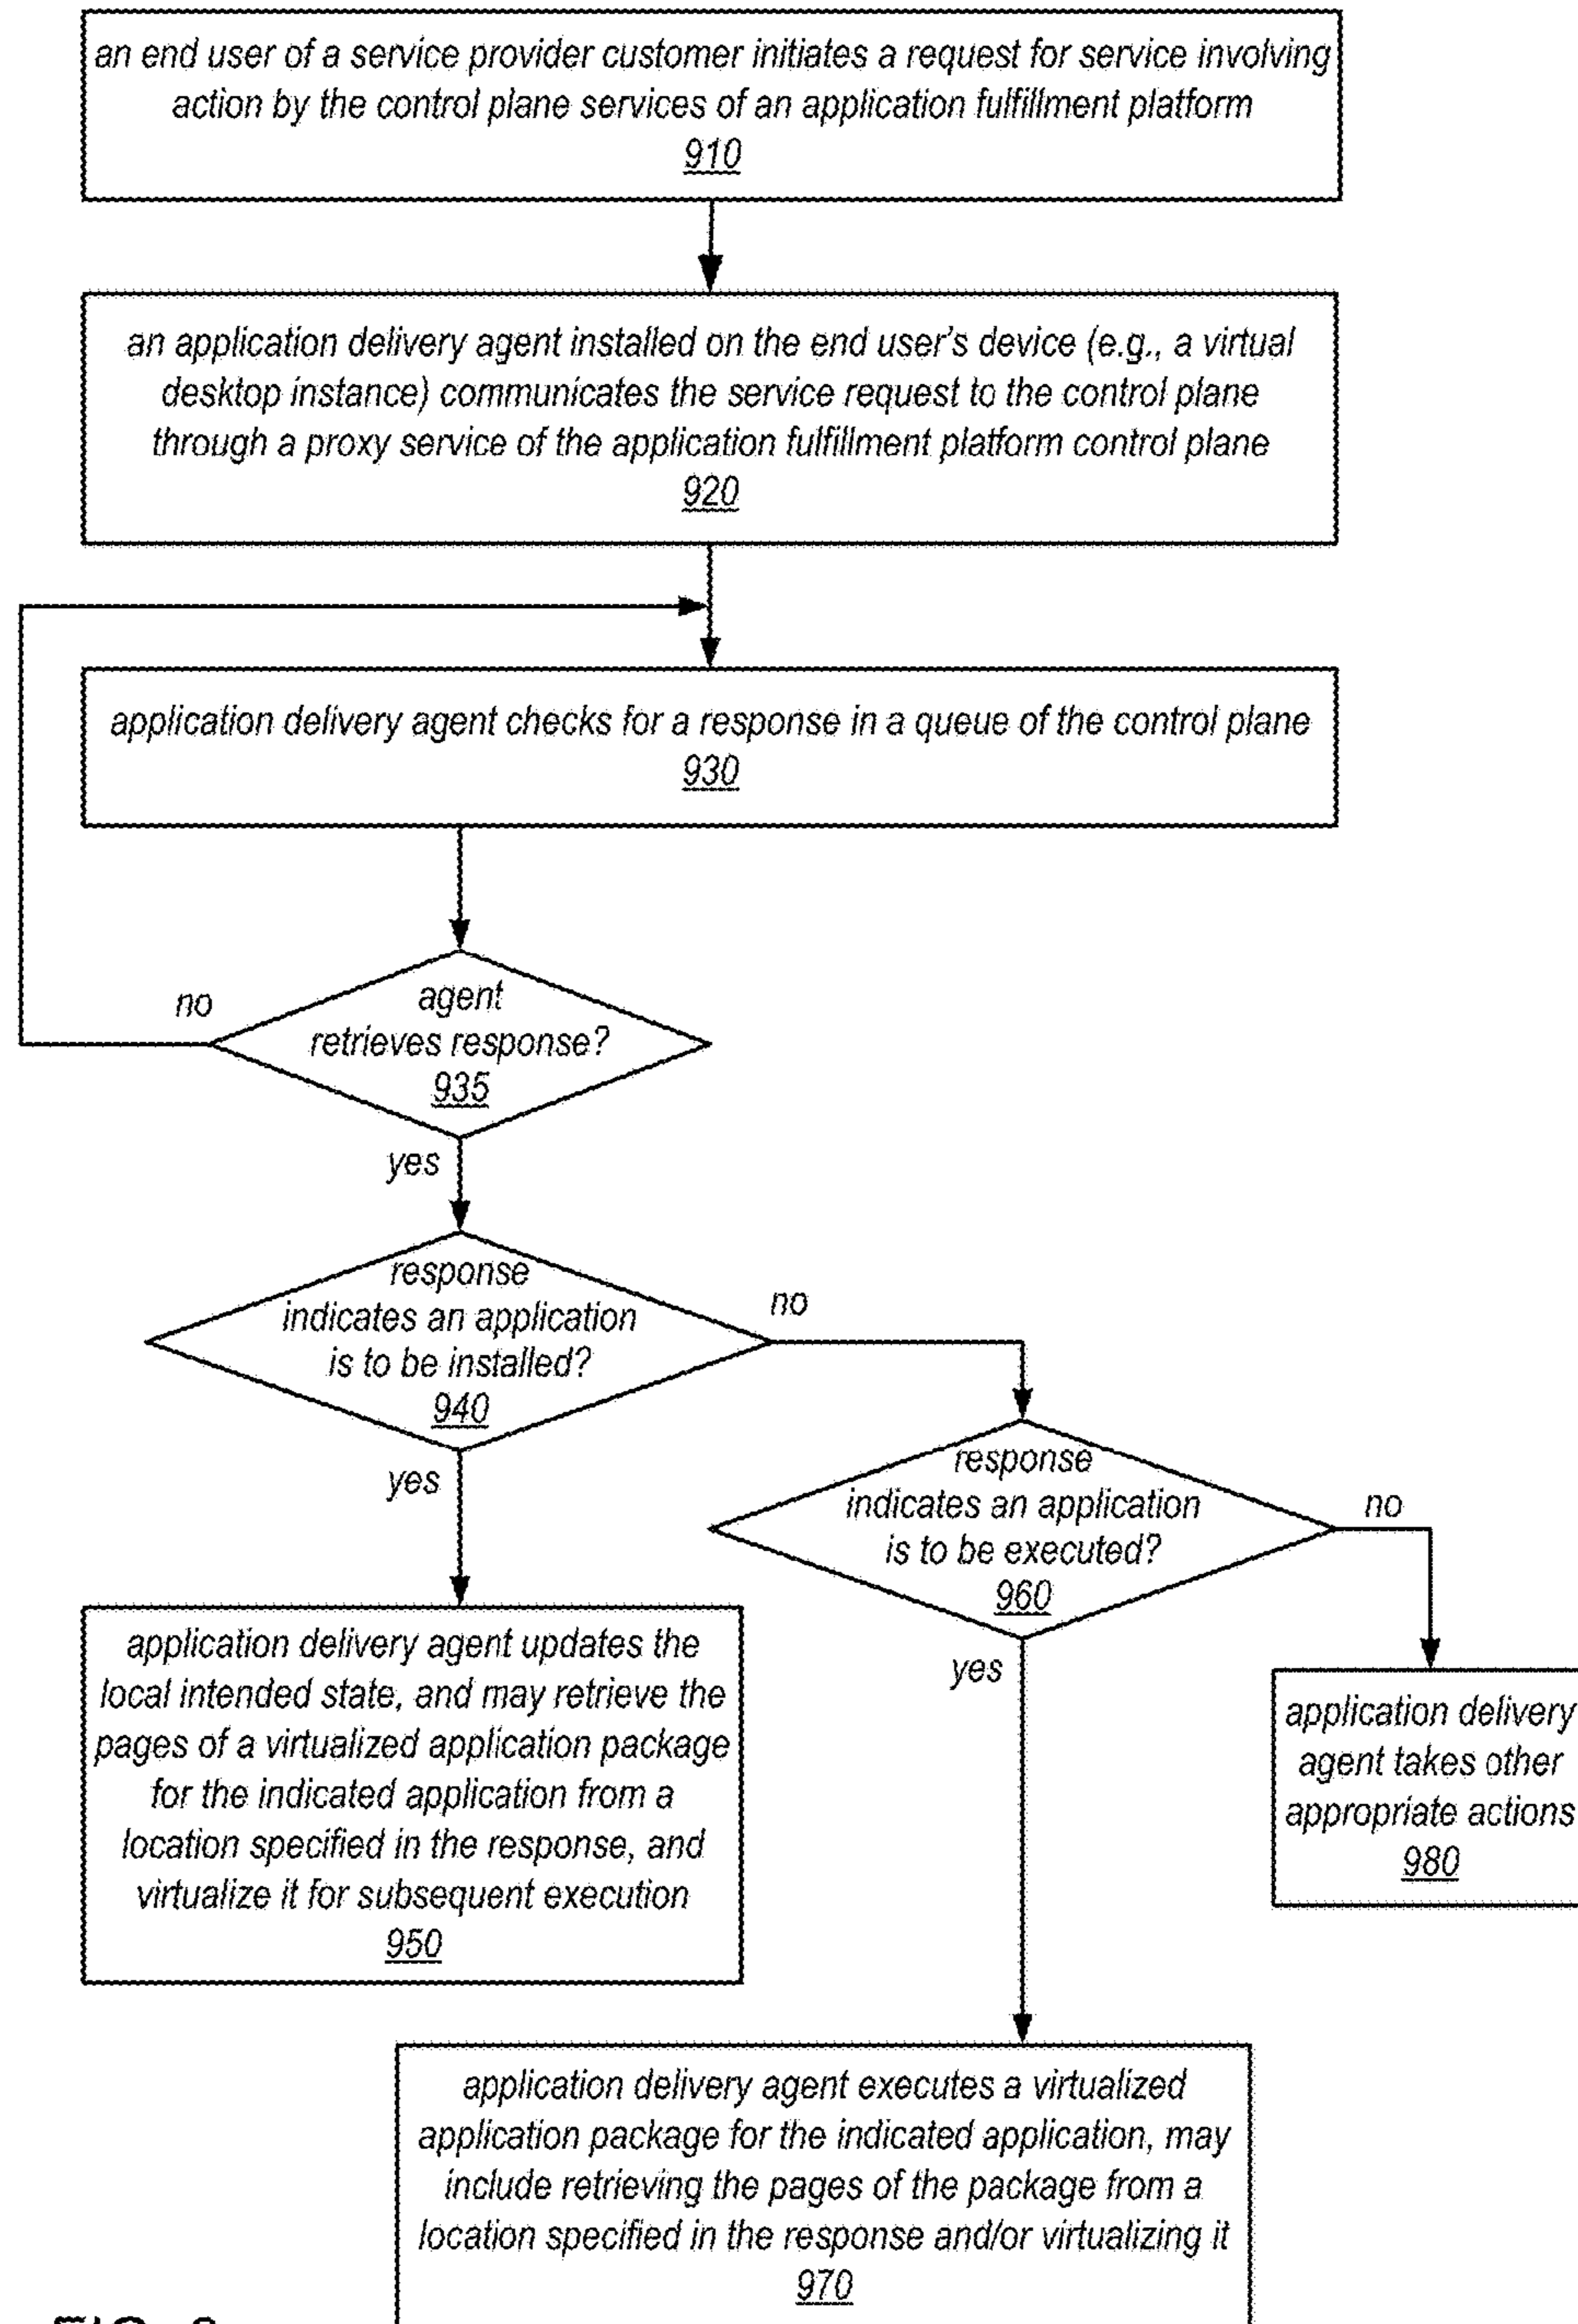 an end user of a service provider customer initiates a request for service involving
action by the control plane services of an application fulfillment platform
910
an application delivery agent installed on the end user's device (e.g., a virtual
desktop instance) communicates the service request to the control plane
through a proxy service of the application fulfillment platform control plane
920
application delivery agent checks for a response in a queue of the control plane
930
no
agent
retrieves response?
935
yes
response
indicates an application
is to be installed?
940
no
yes
response
indicates an application
is to be executed?
960
no
yes
application delivery agent updates the
local intended state, and may retrieve the
pages of a virtualized application package
for the indicated application from a
location specified in the response, and
virtualize it for subsequent execution
950
application delivery
agent takes other
appropriate actions
980
application delivery agent executes a virtualized
application package for the indicated application, may
include retrieving the pages of the package from a
location specified in the response and/or virtualizing it
970